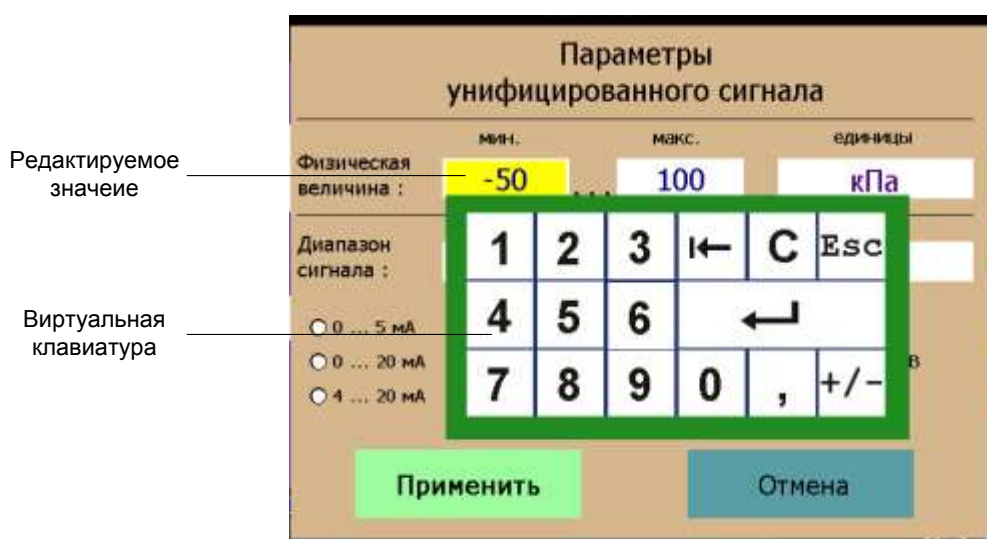 Параметры
унифицированного сигнала
мин. макс. единицы
Редактируемое
значеие
Физическая
величина :
-50 ... 100 кПа
Диапазон
сигнала :
1 2 3 C Esc
Виртуальная
клавиатура
4 5 6
0 ... 5 мА
0 ... 20 мА
В
4 ... 20 мА
7 8 9 0 , +/-
Применить Отмена